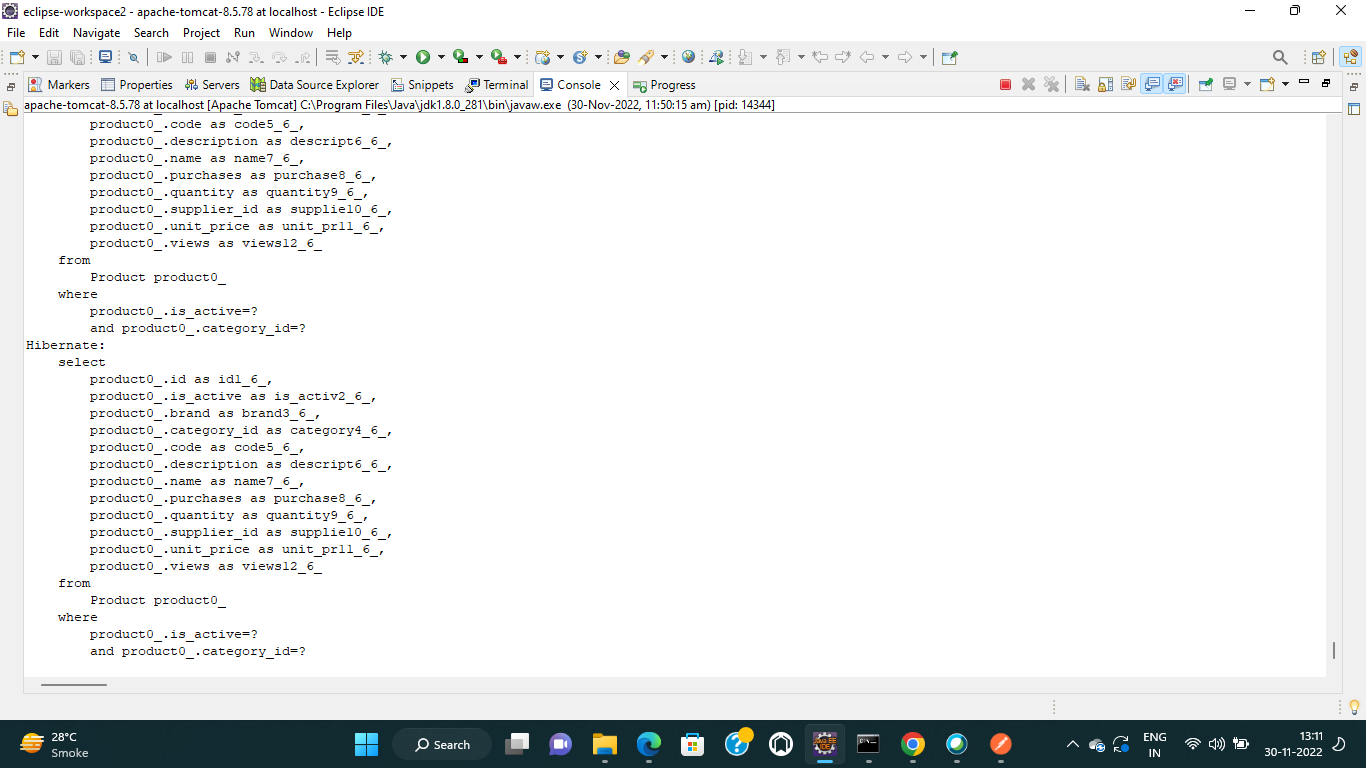 eclipse-workspace2 - apache-tomcat-8.5.78 at localhost - Eclipse IDE
File Edit Navigate Search Project Run Window Help
Markers Properties Servers Data Source Explorer Snippets Terminal Console Progress
apache-tomcat-8.5.78 at localhost [Apache Tomcat] C:\Program Files\Java\jdk1.8.0_281\bin\javaw.exe (30-Nov-2022, 11:50:15 am) [pid: 14344]
product0_.code as code5_6_,
product0_.description as descript6_6_,
product0_.name as name7_6_,
product0_.purchases as purchase8_6_,
product0_.quantity as quantity9_6_,
product0_.supplier_id as supplie10_6_,
product0_.unit_price as unit_pr11_6_,
product0_.views as views12_6_
from
Product product0_
where
product0_.is_active=?
and product0_.category_id=?
Hibernate:
select
product0_.id as id1_6_,
product0_.is_active as is_activ2_6_,
product0_.brand as brand3_6_,
product0_.category_id as category4_6_,
product0_.code as code5_6_,
product0_.description as descript6_6_,
product0_.name as name7_6_,
product0_.purchases as purchase8_6_,
product0_.quantity as quantity9_6_,
product0_.supplier_id as supplie10_6_,
product0_.unit_price as unit_pr11_6_,
product0_.views as views12_6_
from
Product product0_
where
product0_.is_active=?
and product0_.category_id=?
28°C
Smoke
Search
ENG
IN
13:11
30-11-2022